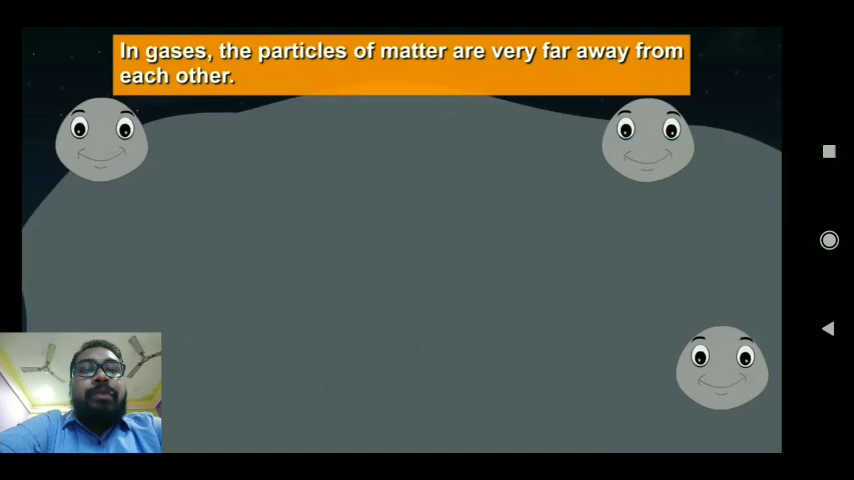 In gases, the particles of matter are very far away from
each other.